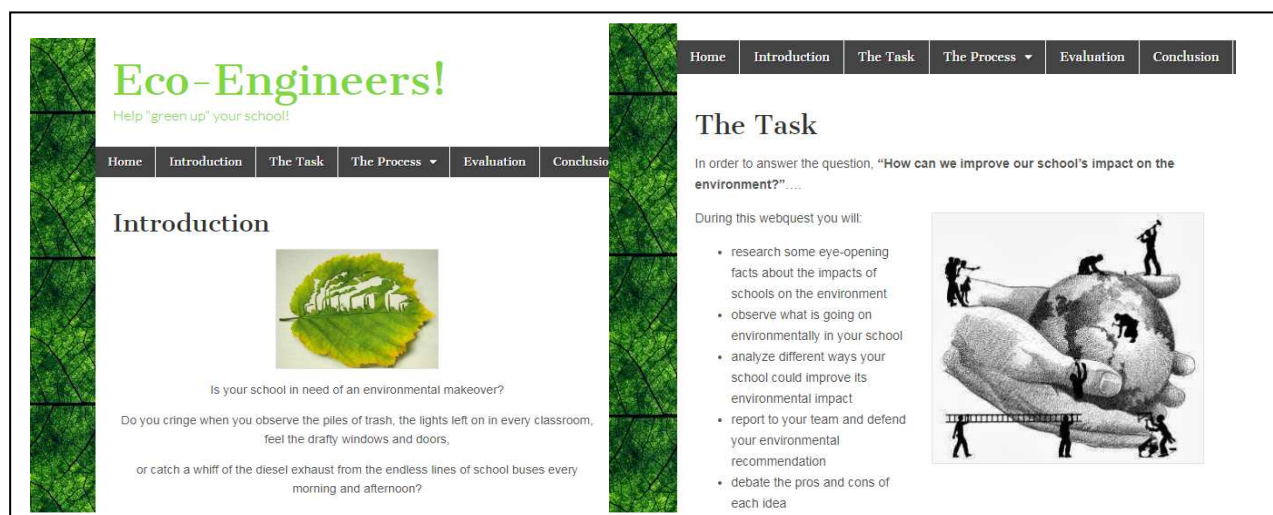 Eco-Engineers!
Help "green up" your school!
Home Introduction The Task The Process Evaluation Conclusio
Introduction
Is your school in need of an environmental makeover?
Do you cringe when you observe the piles of trash, the lights left on in every classroom,
feel the drafty windows and doors,
or catch a whiff of the diesel exhaust from the endless lines of school buses every
morning and afternoon?
Home Introduction The Task The Process Evaluation Conclusion
The Task
In order to answer the question, “How can we improve our school’s impact on the
environment?”….
During this webquest you will:
• research some eye-opening
facts about the impacts of
schools on the environment
• observe what is going on
environmentally in your school
• analyze different ways your
school could improve its
environmental impact
• report to your team and defend
your environmental
recommendation
• debate the pros and cons of
each idea